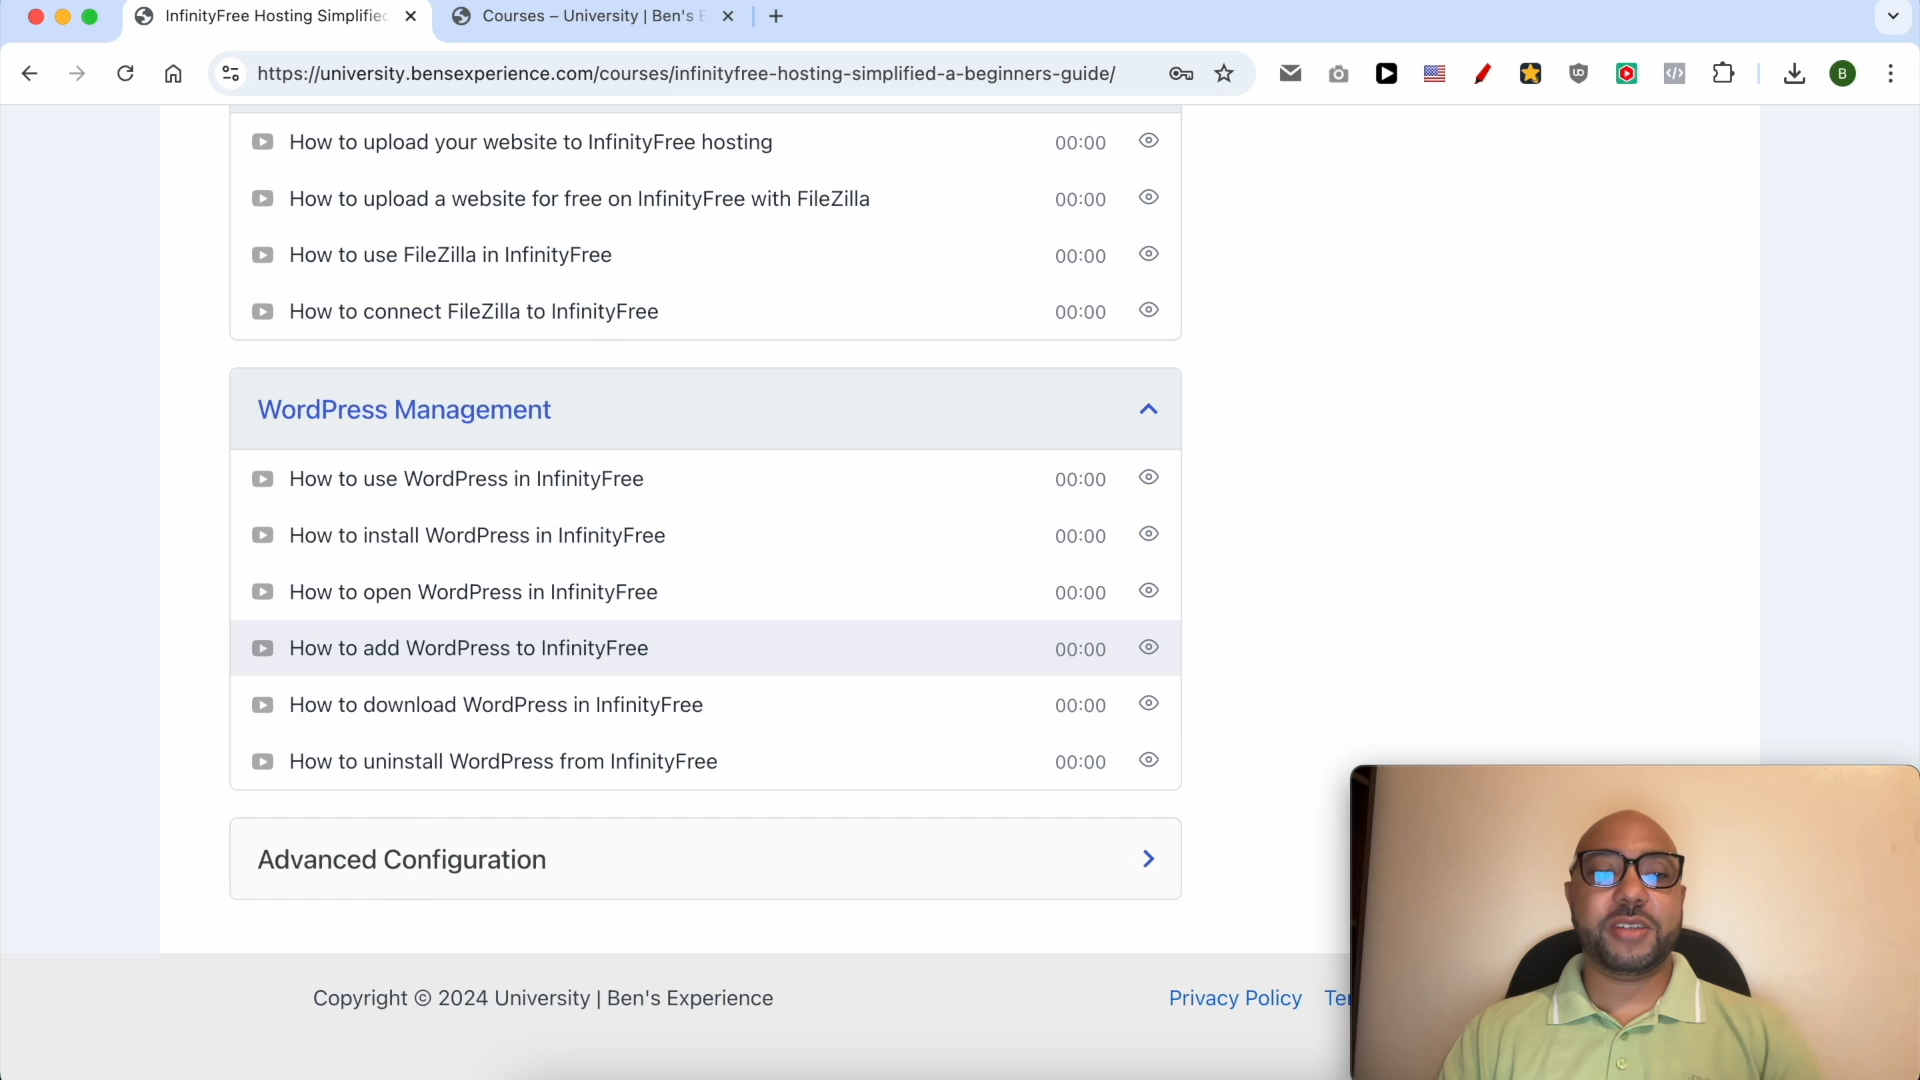 InfinityFree Hosting Simplified
Courses – University | Ben's E
https://university.bensexperience.com/courses/infinityfree-hosting-simplified-a-beginners-guide/
B
How to upload your website to InfinityFree hosting 00:00
How to upload a website for free on InfinityFree with FileZilla 00:00
How to use FileZilla in InfinityFree 00:00
How to connect FileZilla to InfinityFree 00:00
WordPress Management
How to use WordPress in InfinityFree 00:00
How to install WordPress in InfinityFree 00:00
How to open WordPress in InfinityFree 00:00
How to add WordPress to InfinityFree 00:00
How to download WordPress in InfinityFree 00:00
How to uninstall WordPress from InfinityFree 00:00
Advanced Configuration
Copyright © 2024 University | Ben's Experience Privacy Policy Ter